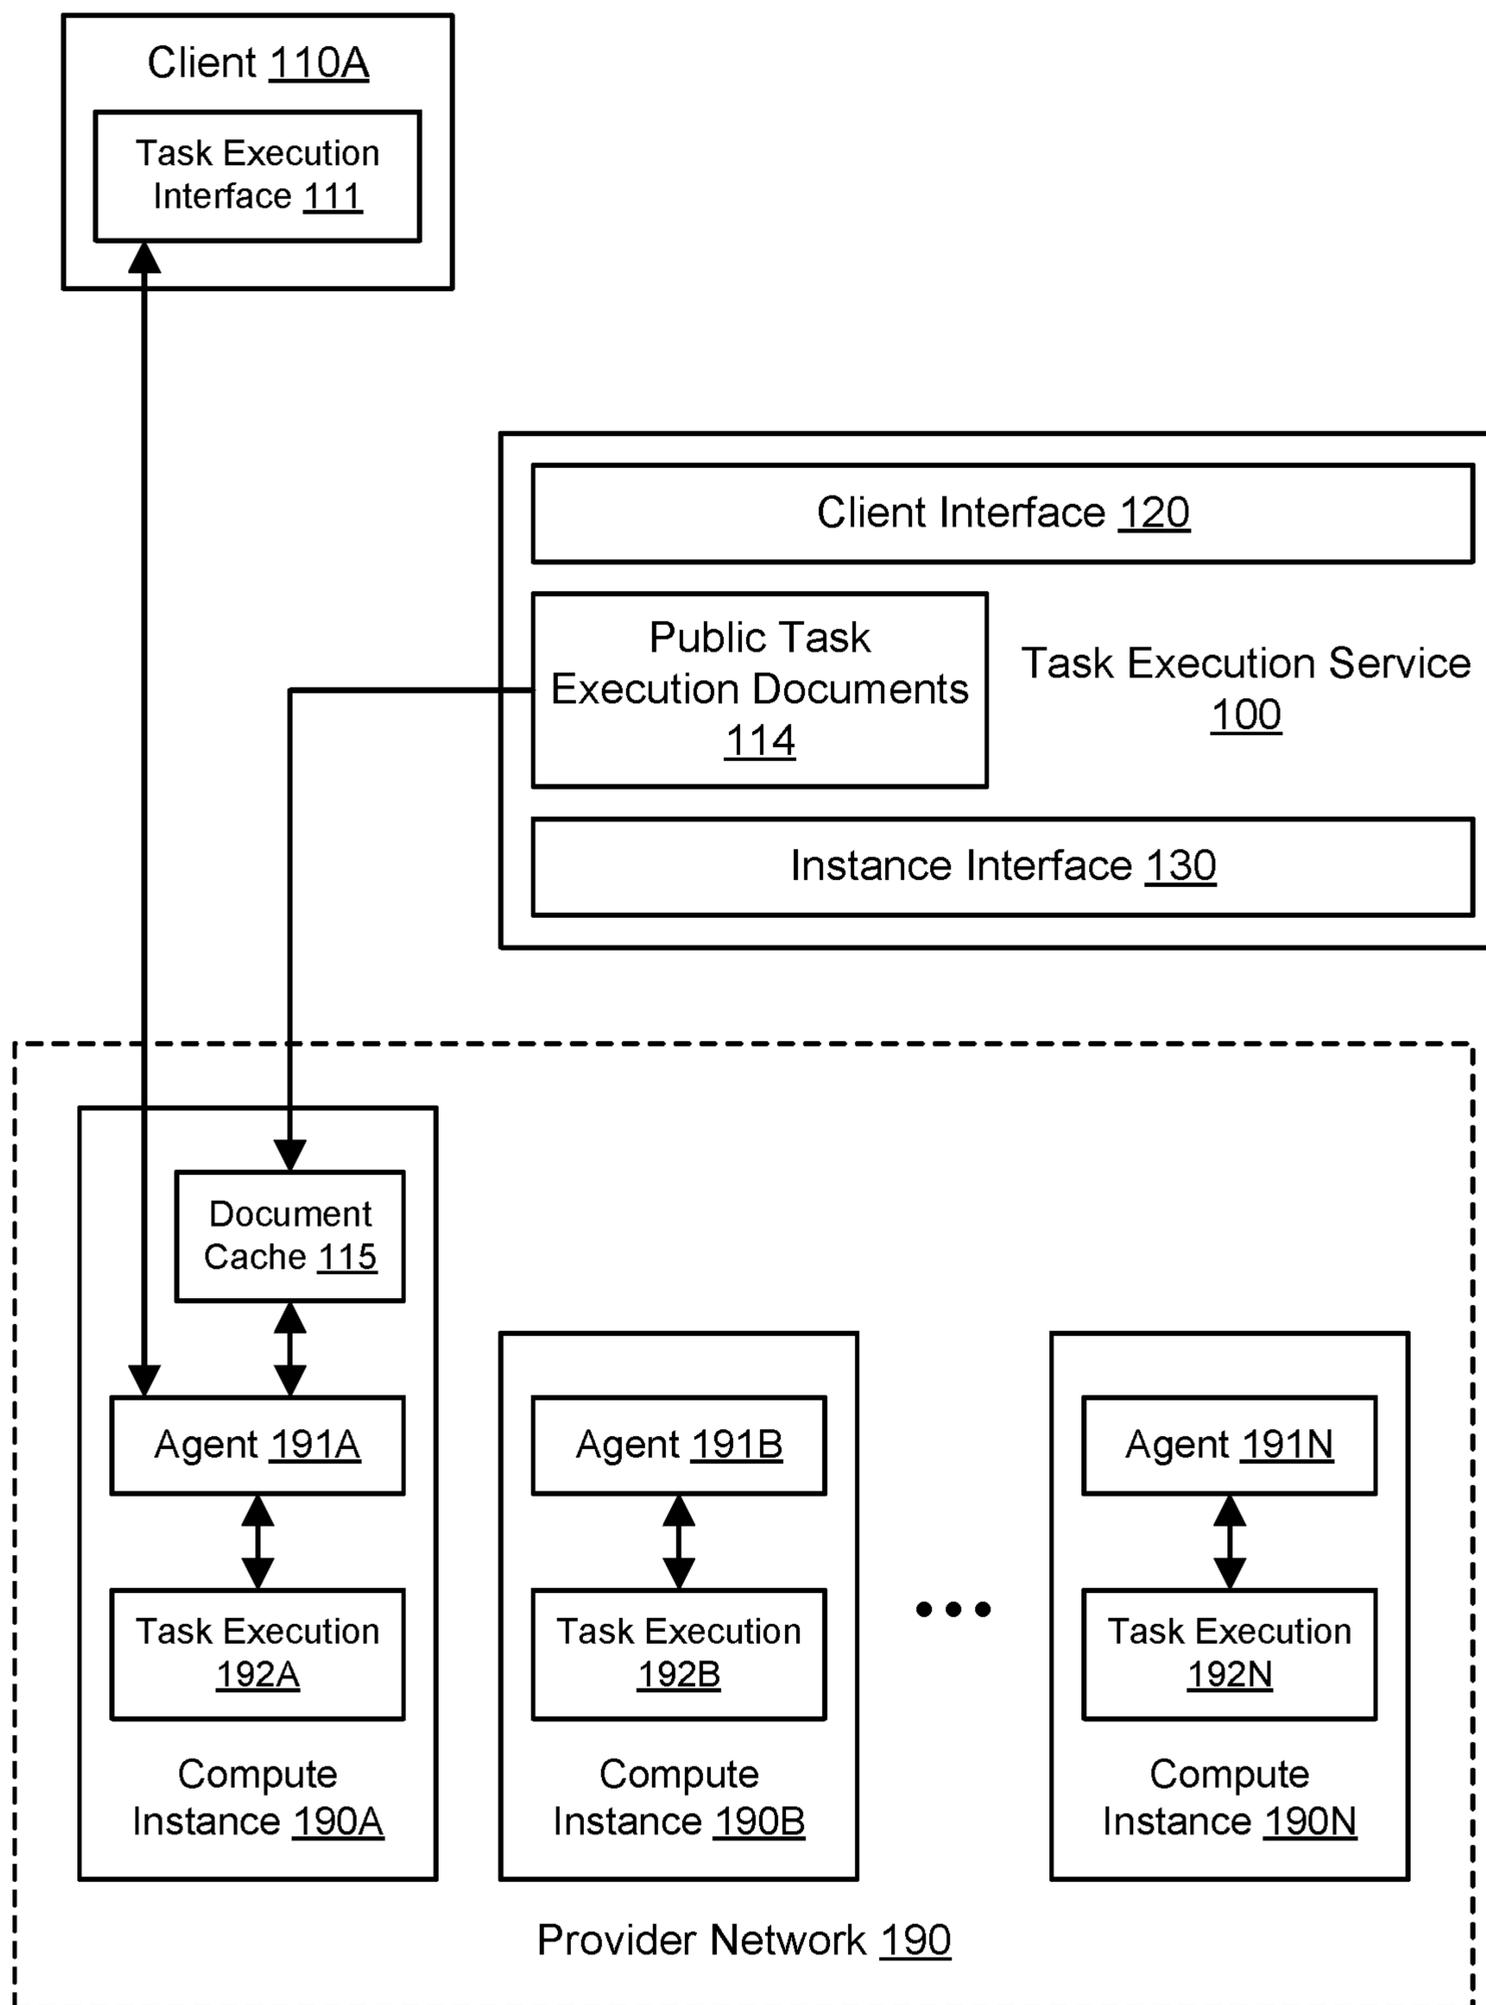 Client 110A
Task Execution
Interface 111
Client Interface 120
Public Task
Execution Documents
114
Task Execution Service
100
Instance Interface 130
Document
Cache 115
Agent 191A
Task Execution
192A
Compute
Instance 190A
Agent 191B
Task Execution
192B
Compute
Instance 190B
Agent 191N
Task Execution
192N
Compute
Instance 190N
Provider Network 190